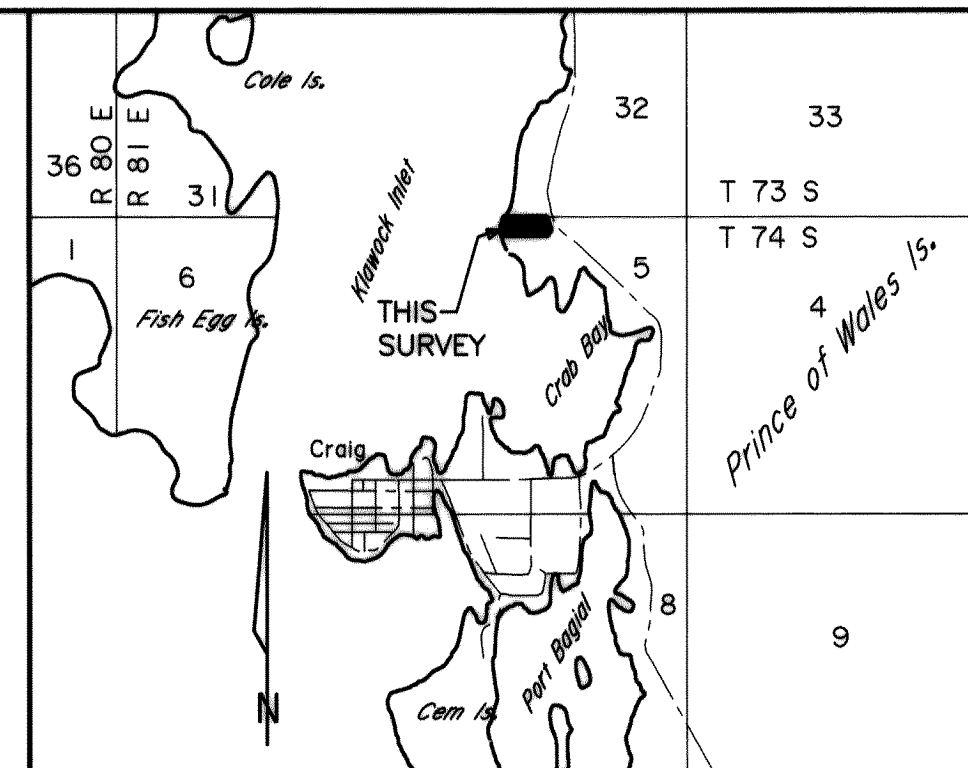 Cole Is.
32
33
36
R 80 E
R 81 E
31
T 73 S
T 74 S
1
6
5
4
Klawock Inlet
Fish Egg Is.
THIS
SURVEY
Crab Bay
Prince of Wales Is.
Craig
8
9
Port Bagial
Cem Is.
N